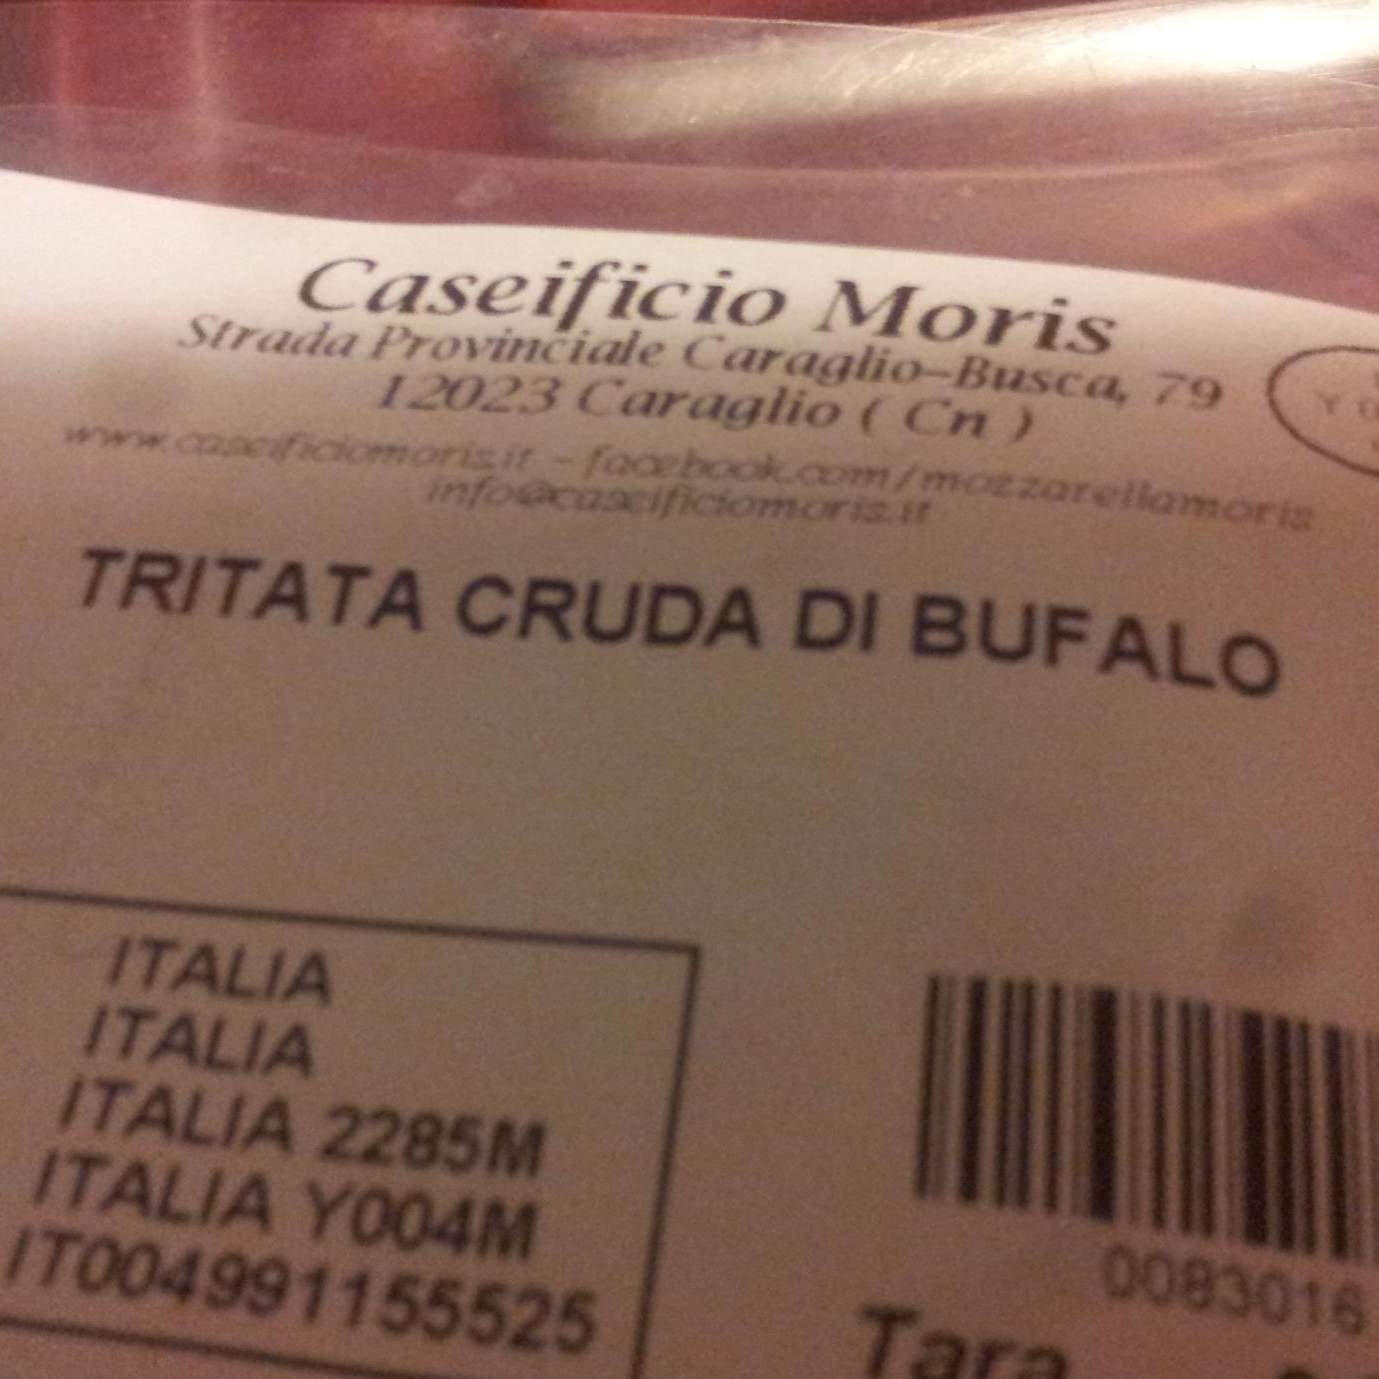 Caseificio Moris
Strada Provinciale Caraglio-Busca, 79
12023 Caraglio ( Cn )
www.caseificiomoris.it - facebook.com/mozzarellamoris
info@caseificiomoris.it
TRITATA CRUDA DI BUFALO
ITALIA
ITALIA
ITALIA 2285M
ITALIA Y004M
IT004991155525
0083016
Tara